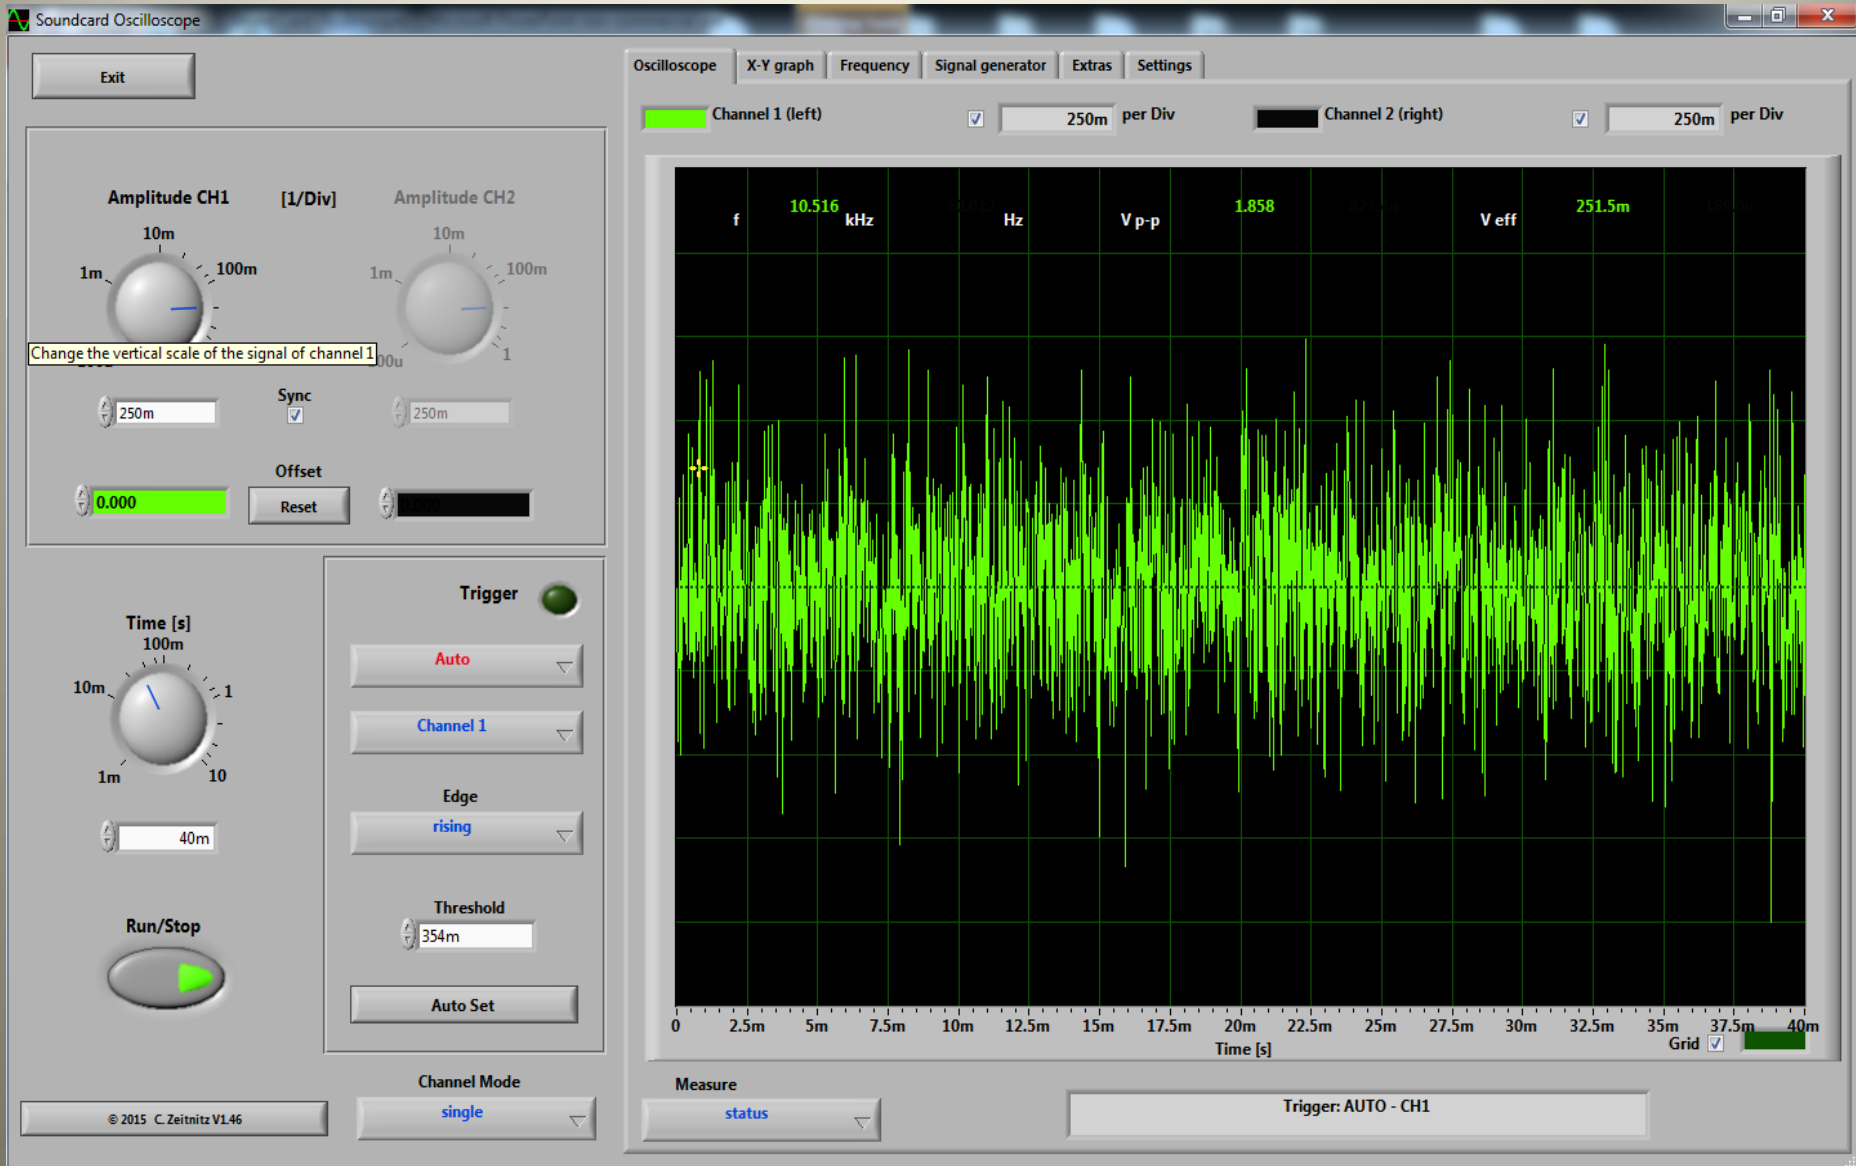 Soundcard Oscilloscope
Exit
Oscilloscope
X-Y graph
Frequency
Signal generator
Extras
Settings
Channel 1 (left)
250m
per Div
Channel 2 (right)
250m
per Div
Amplitude CH1
[1/Div]
Amplitude CH2
10m
1m
100m
10m
1m
100m
1
Change the vertical scale of the signal of channel 1
250m
Sync
250m
Offset
0.000
Reset
0.000
f
10.516
kHz
Hz
V p-p
1.858
V eff
251.5m
Trigger
Auto
Channel 1
Edge
rising
Threshold
354m
Auto Set
Time [s]
100m
10m
1
1m
10
40m
Run/Stop
0
2.5m
5m
7.5m
10m
12.5m
15m
17.5m
20m
22.5m
25m
27.5m
30m
32.5m
35m
37.5m
40m
Time [s]
Grid
Channel Mode
single
© 2015 C. Zeitnitz V1.46
Measure
status
Trigger: AUTO - CH1